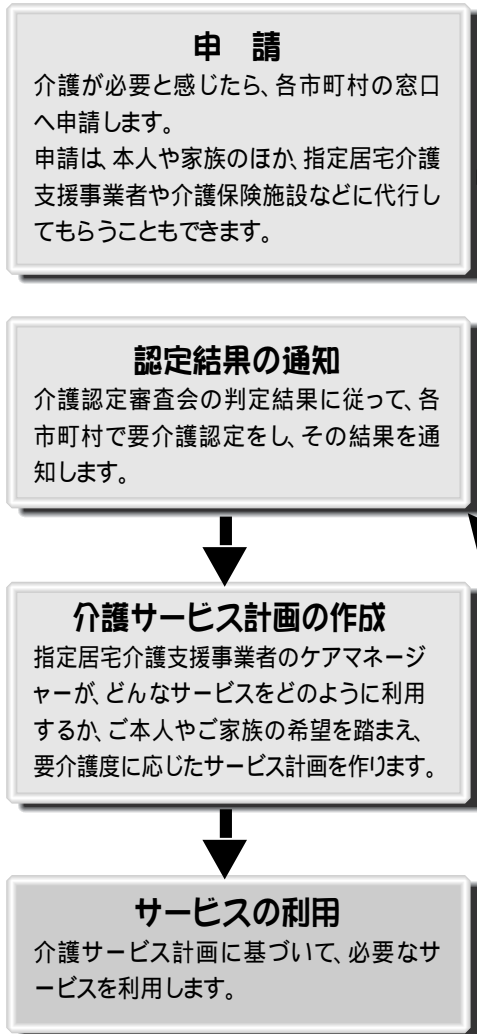 申　請
介護が必要と感じたら、各市町村の窓口
へ申請します。
申請は、本人や家族のほか、指定居宅介護
支援事業者や介護保険施設などに代行し
てもらうこともできます。
認定結果の通知
介護認定審査会の判定結果に従って、各
市町村で要介護認定をし、その結果を通
知します。
介護サービス計画の作成
指定居宅介護支援事業者のケアマネージ
ャーが、どんなサービスをどのように利用
するか、ご本人やご家族の希望を踏まえ、
要介護度に応じたサービス計画を作ります。
サービスの利用
介護サービス計画に基づいて、必要なサ
ービスを利用します。